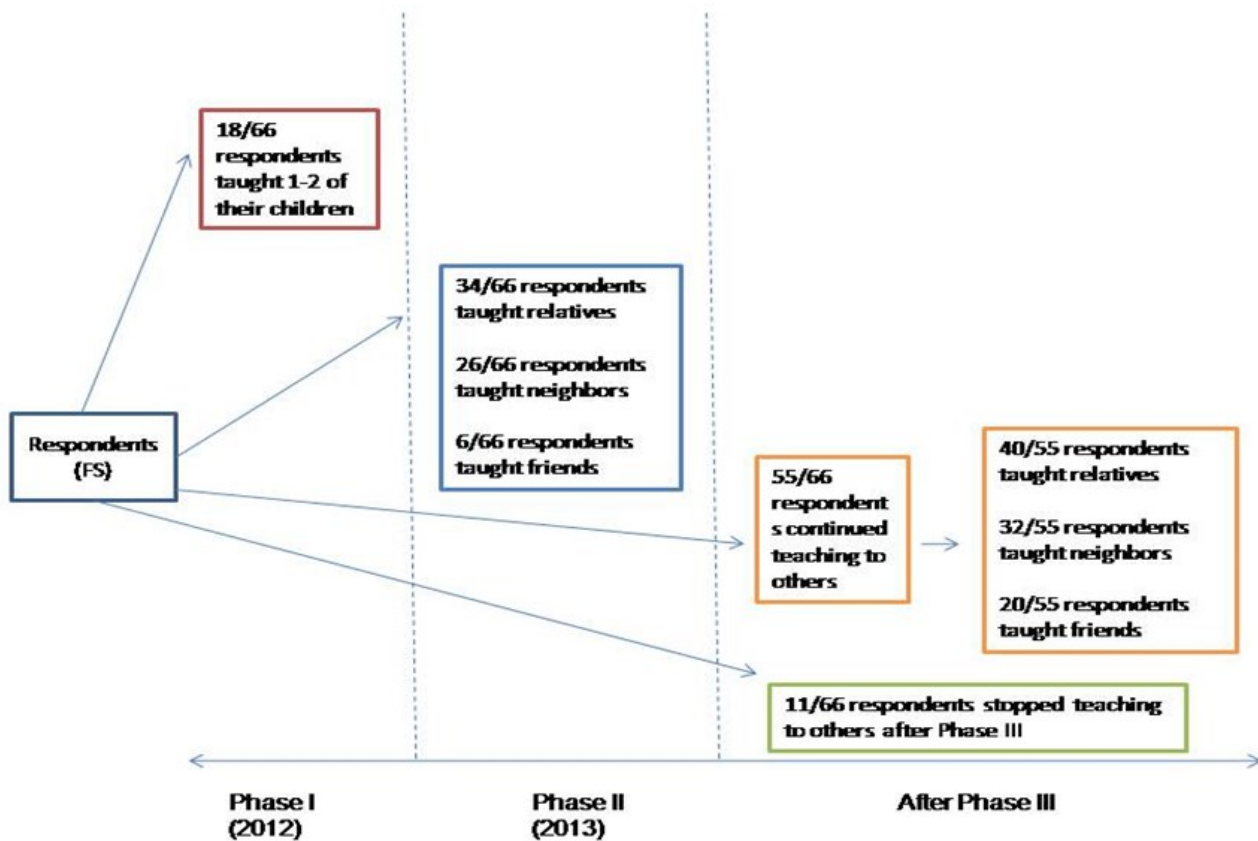 18/66
respondents
taught 1-2 of
their children
34/66 respondents
taught relatives
26/66 respondents
taught neighbors
6/66 respondents
taught friends
Respondents
(FS)
55/66
respondent
s continued
teaching to
others
40/55 respondents
taught relatives
32/55 respondents
taught neighbors
20/55 respondents
taught friends
11/66 respondents stopped teaching
to others after Phase III
Phase I
(2012)
Phase II
(2013)
After Phase III